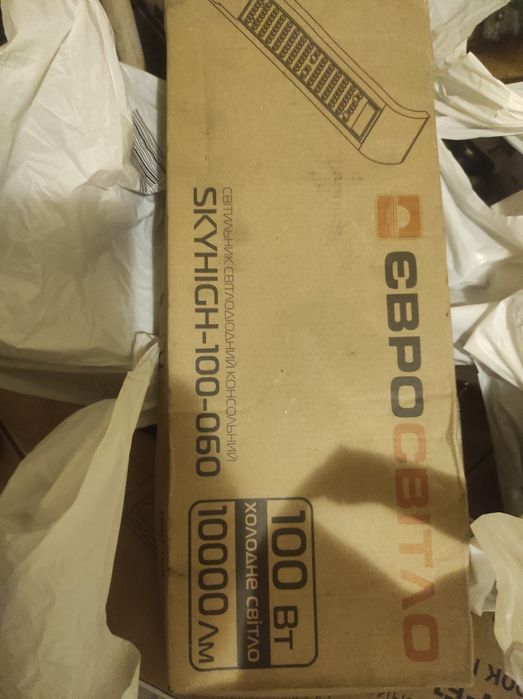 ЄВРОСВІТЛО
СВІТИЛЬНИК СВІТЛОДІОДНИЙ КОНСОЛЬНИЙ
SKYHIGH-100-060
100 Вт
ХОЛОДНЕ СВІТЛО
10000 ЛМ